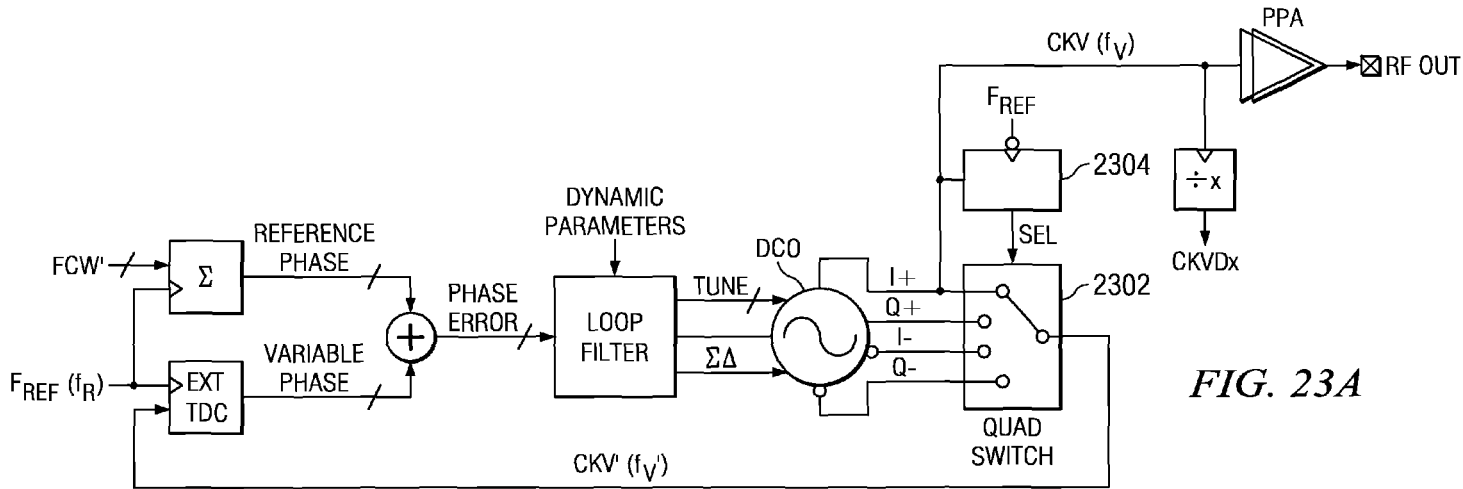 PPA
CKV (fV)
RF OUT
FREF
2304
÷x
DYNAMIC
PARAMETERS
SEL
CKVDx
REFERENCE
PHASE
FCW'
Σ
DCO
I+
2302
TUNE
PHASE
ERROR
Q+
+
LOOP
FILTER
I-
ΣΔ
VARIABLE
PHASE
Q-
FREF (fR)
EXT
TDC
FIG. 23A
QUAD
SWITCH
CKV' (fV')